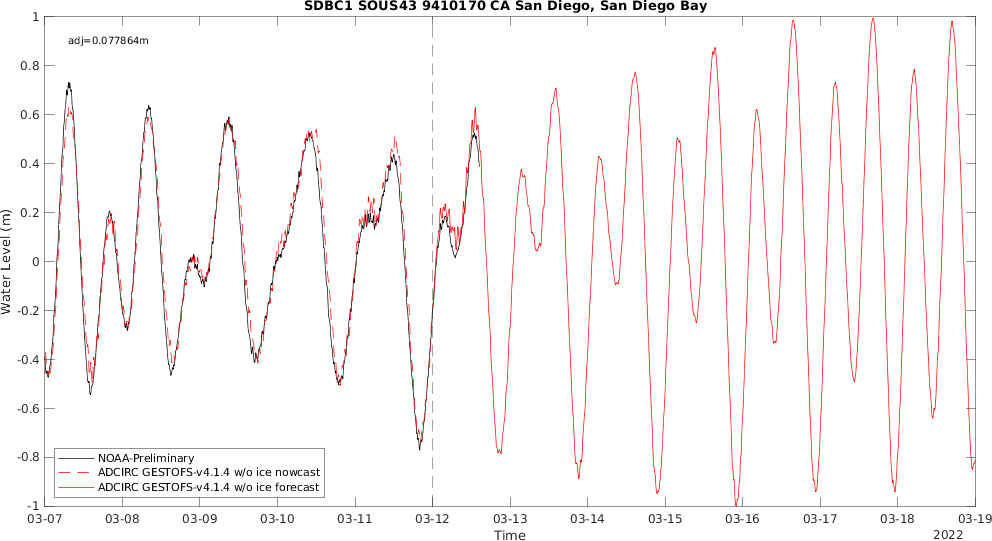 SDBC1 SOUS43 9410170 CA San Diego, San Diego Bay
adj=0.077864m
1
0.8
0.6
0.4
0.2
0
-0.2
-0.4
-0.6
-0.8
-1
Water Level (m)
NOAA-Preliminary
ADCIRC GESTOFS-v4.1.4 w/o ice nowcast
ADCIRC GESTOFS-v4.1.4 w/o ice forecast
03-07 03-08 03-09 03-10 03-11 03-12 03-13 03-14 03-15 03-16 03-17 03-18 03-19
Time
2022